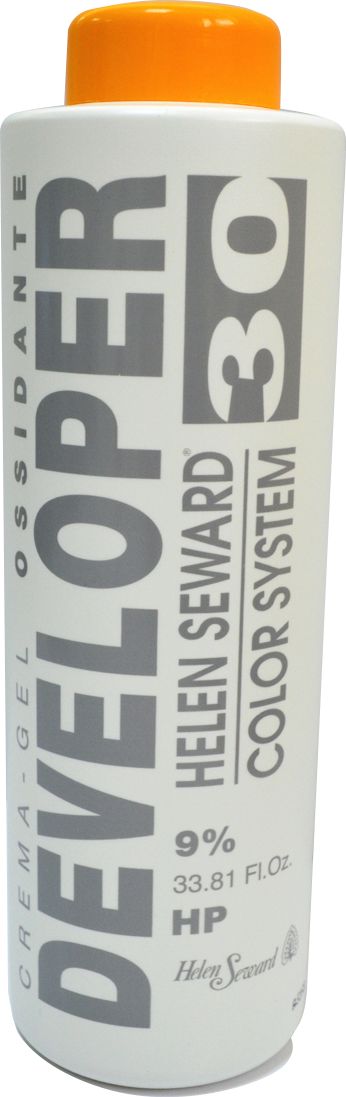 CREMA-GEL OSSIDANTE
DEVELOPER
30
HELEN SEWARD®
COLOR SYSTEM
9%
33.81 Fl.Oz.
HP
Helen Seward